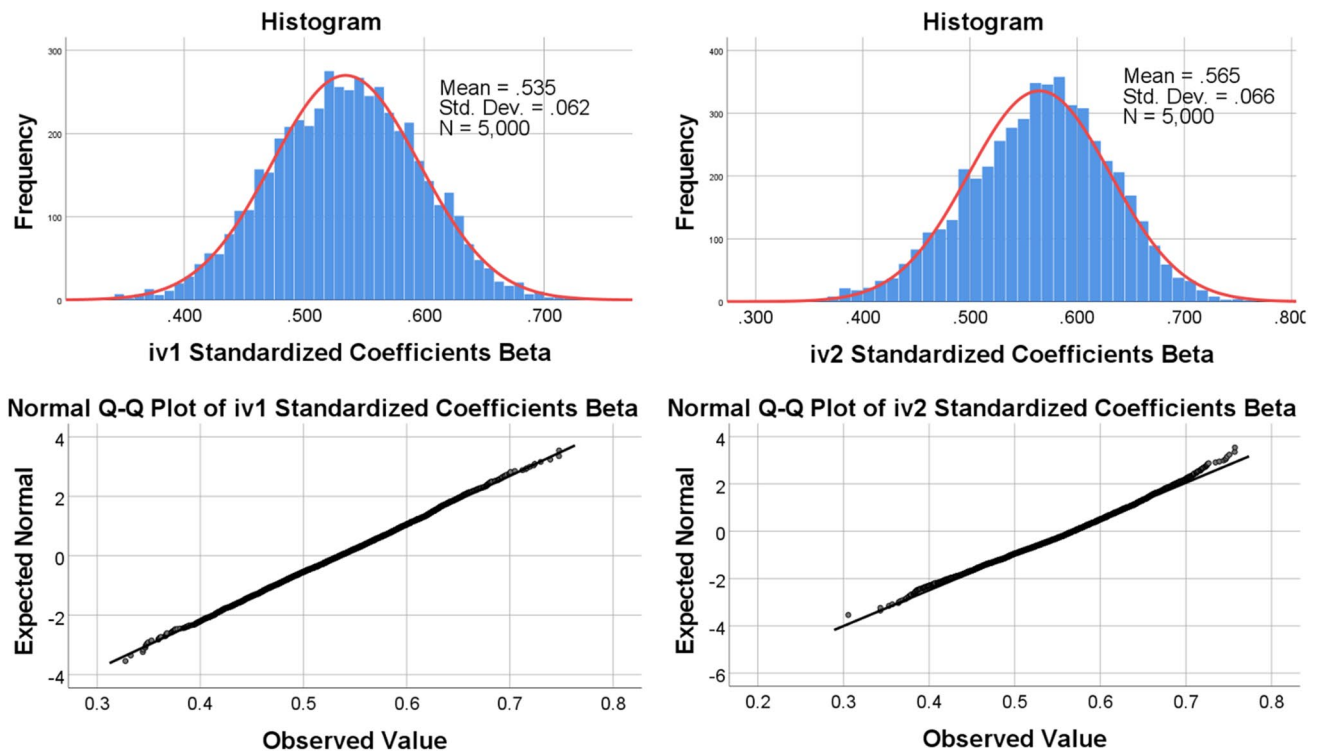 Histogram
300
200
100
0
Frequency
Mean = .535
Std. Dev. = .062
N = 5,000
.400 .500 .600 .700
iv1 Standardized Coefficients Beta
Histogram
400
300
200
100
0
Frequency
Mean = .565
Std. Dev. = .066
N = 5,000
.300 .400 .500 .600 .700 .800
iv2 Standardized Coefficients Beta
Normal Q-Q Plot of iv1 Standardized Coefficients Beta
4
2
0
-2
-4
Expected Normal
0.3 0.4 0.5 0.6 0.7 0.8
Observed Value
Normal Q-Q Plot of iv2 Standardized Coefficients Beta
4
2
0
-2
-4
-6
Expected Normal
0.2 0.3 0.4 0.5 0.6 0.7 0.8
Observed Value